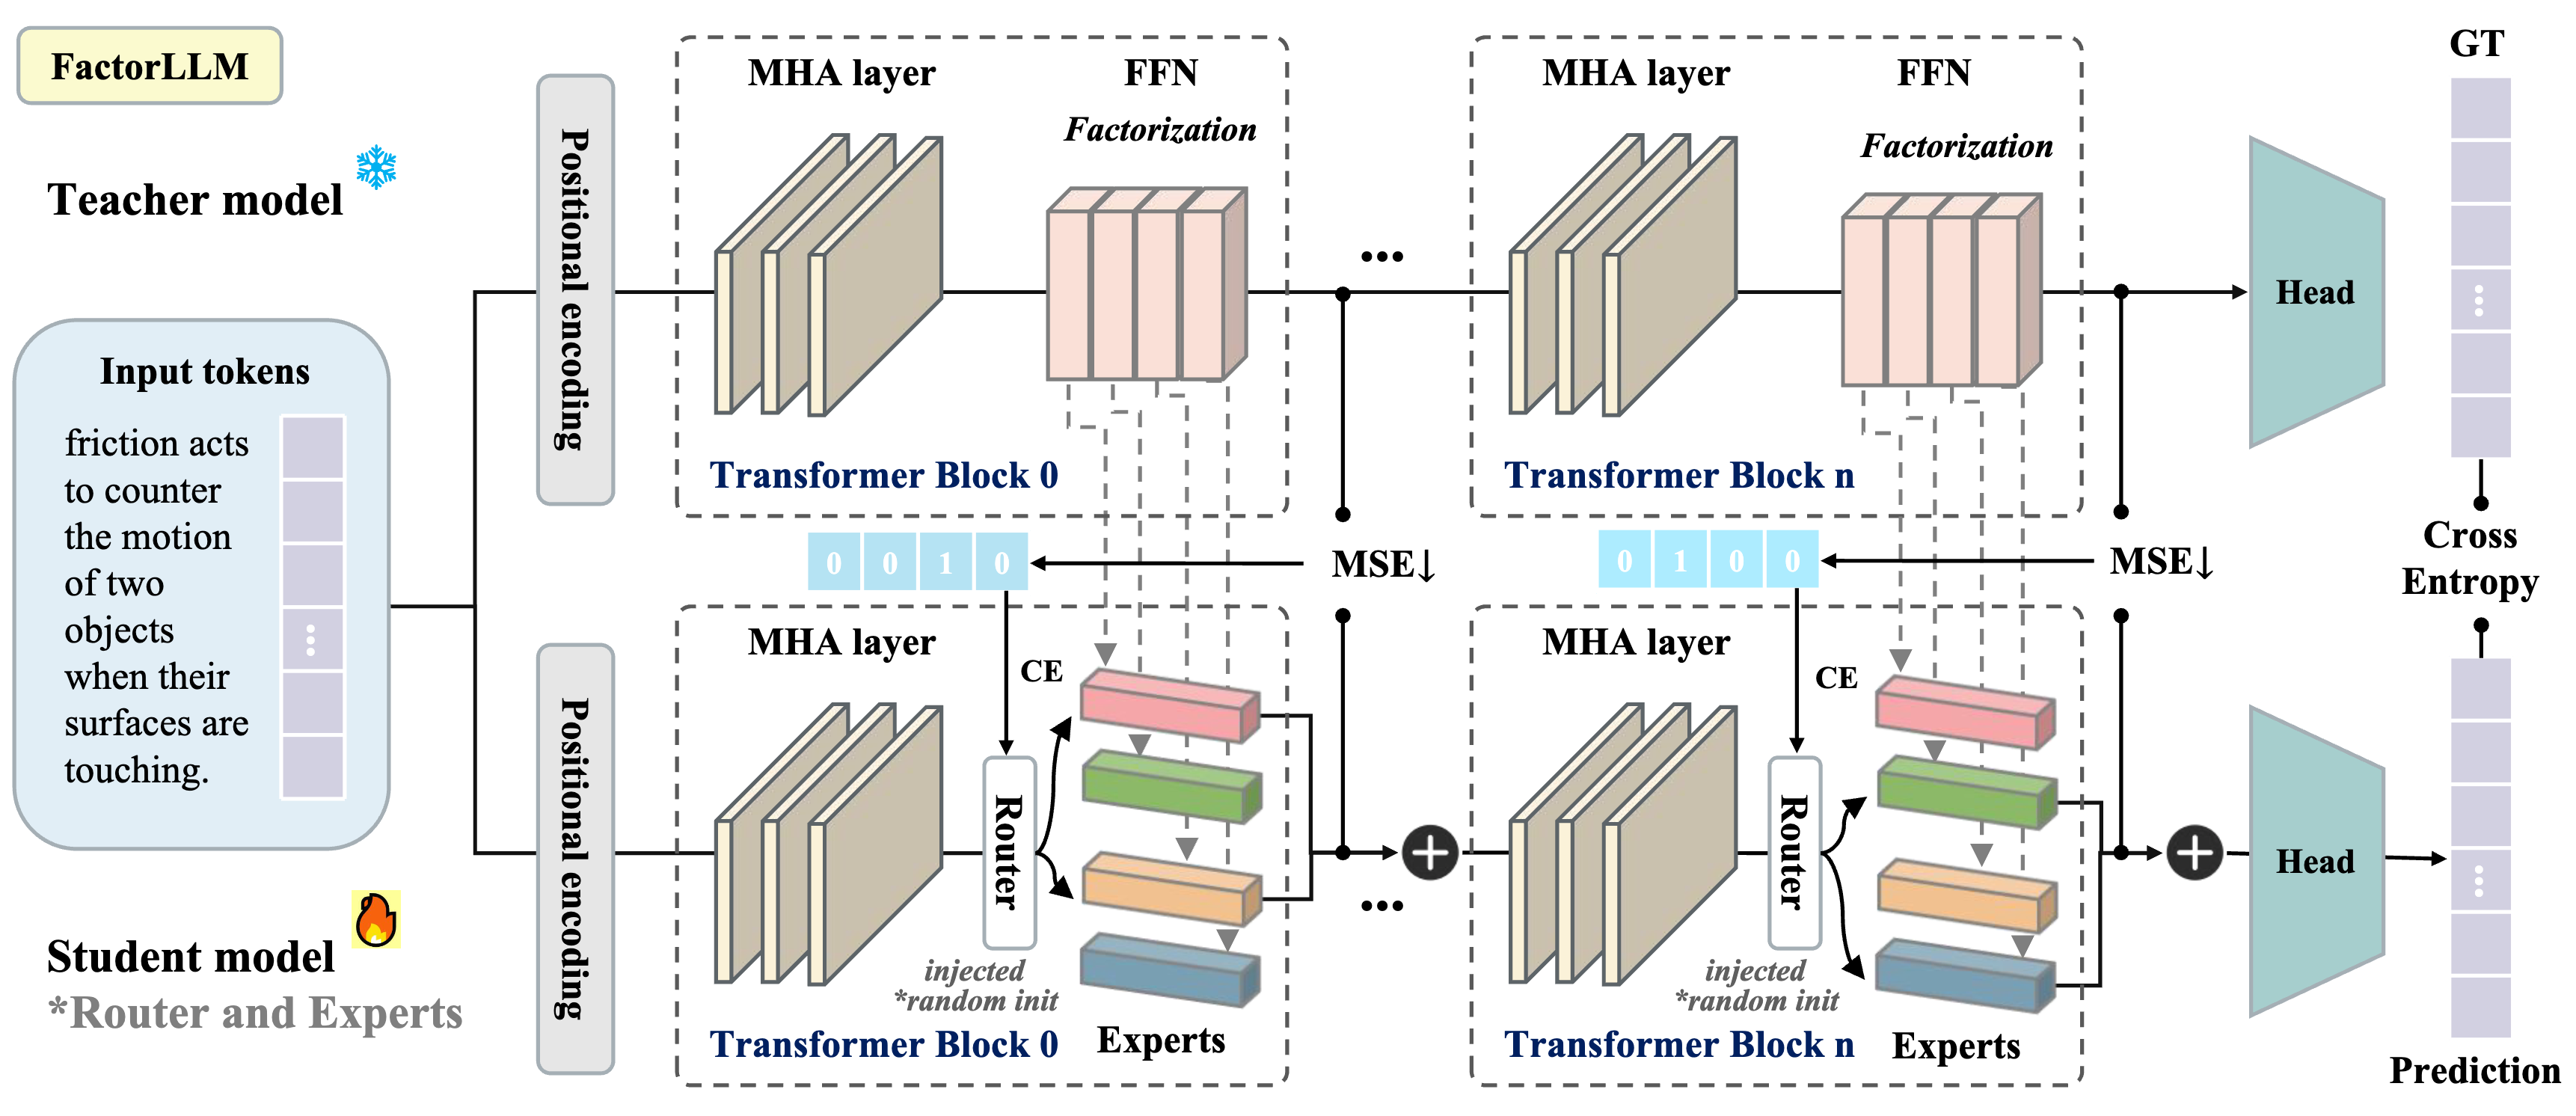 FactorLLM
Teacher model
Input tokens
friction acts
to counter
the motion
of two
objects
when their
surfaces are
touching.
Student model
*Router and Experts
Positional encoding
MHA layer
FFN
Factorization
Transformer Block 0
...
MHA layer
FFN
Factorization
Transformer Block n
Head
GT
0 0 1 0
MSE↓
0 1 0 0
MSE↓
Cross
Entropy
Positional encoding
MHA layer
CE
Router
injected
*random init
Transformer Block 0
Experts
...
MHA layer
CE
Router
injected
*random init
Transformer Block n
Experts
Head
Prediction